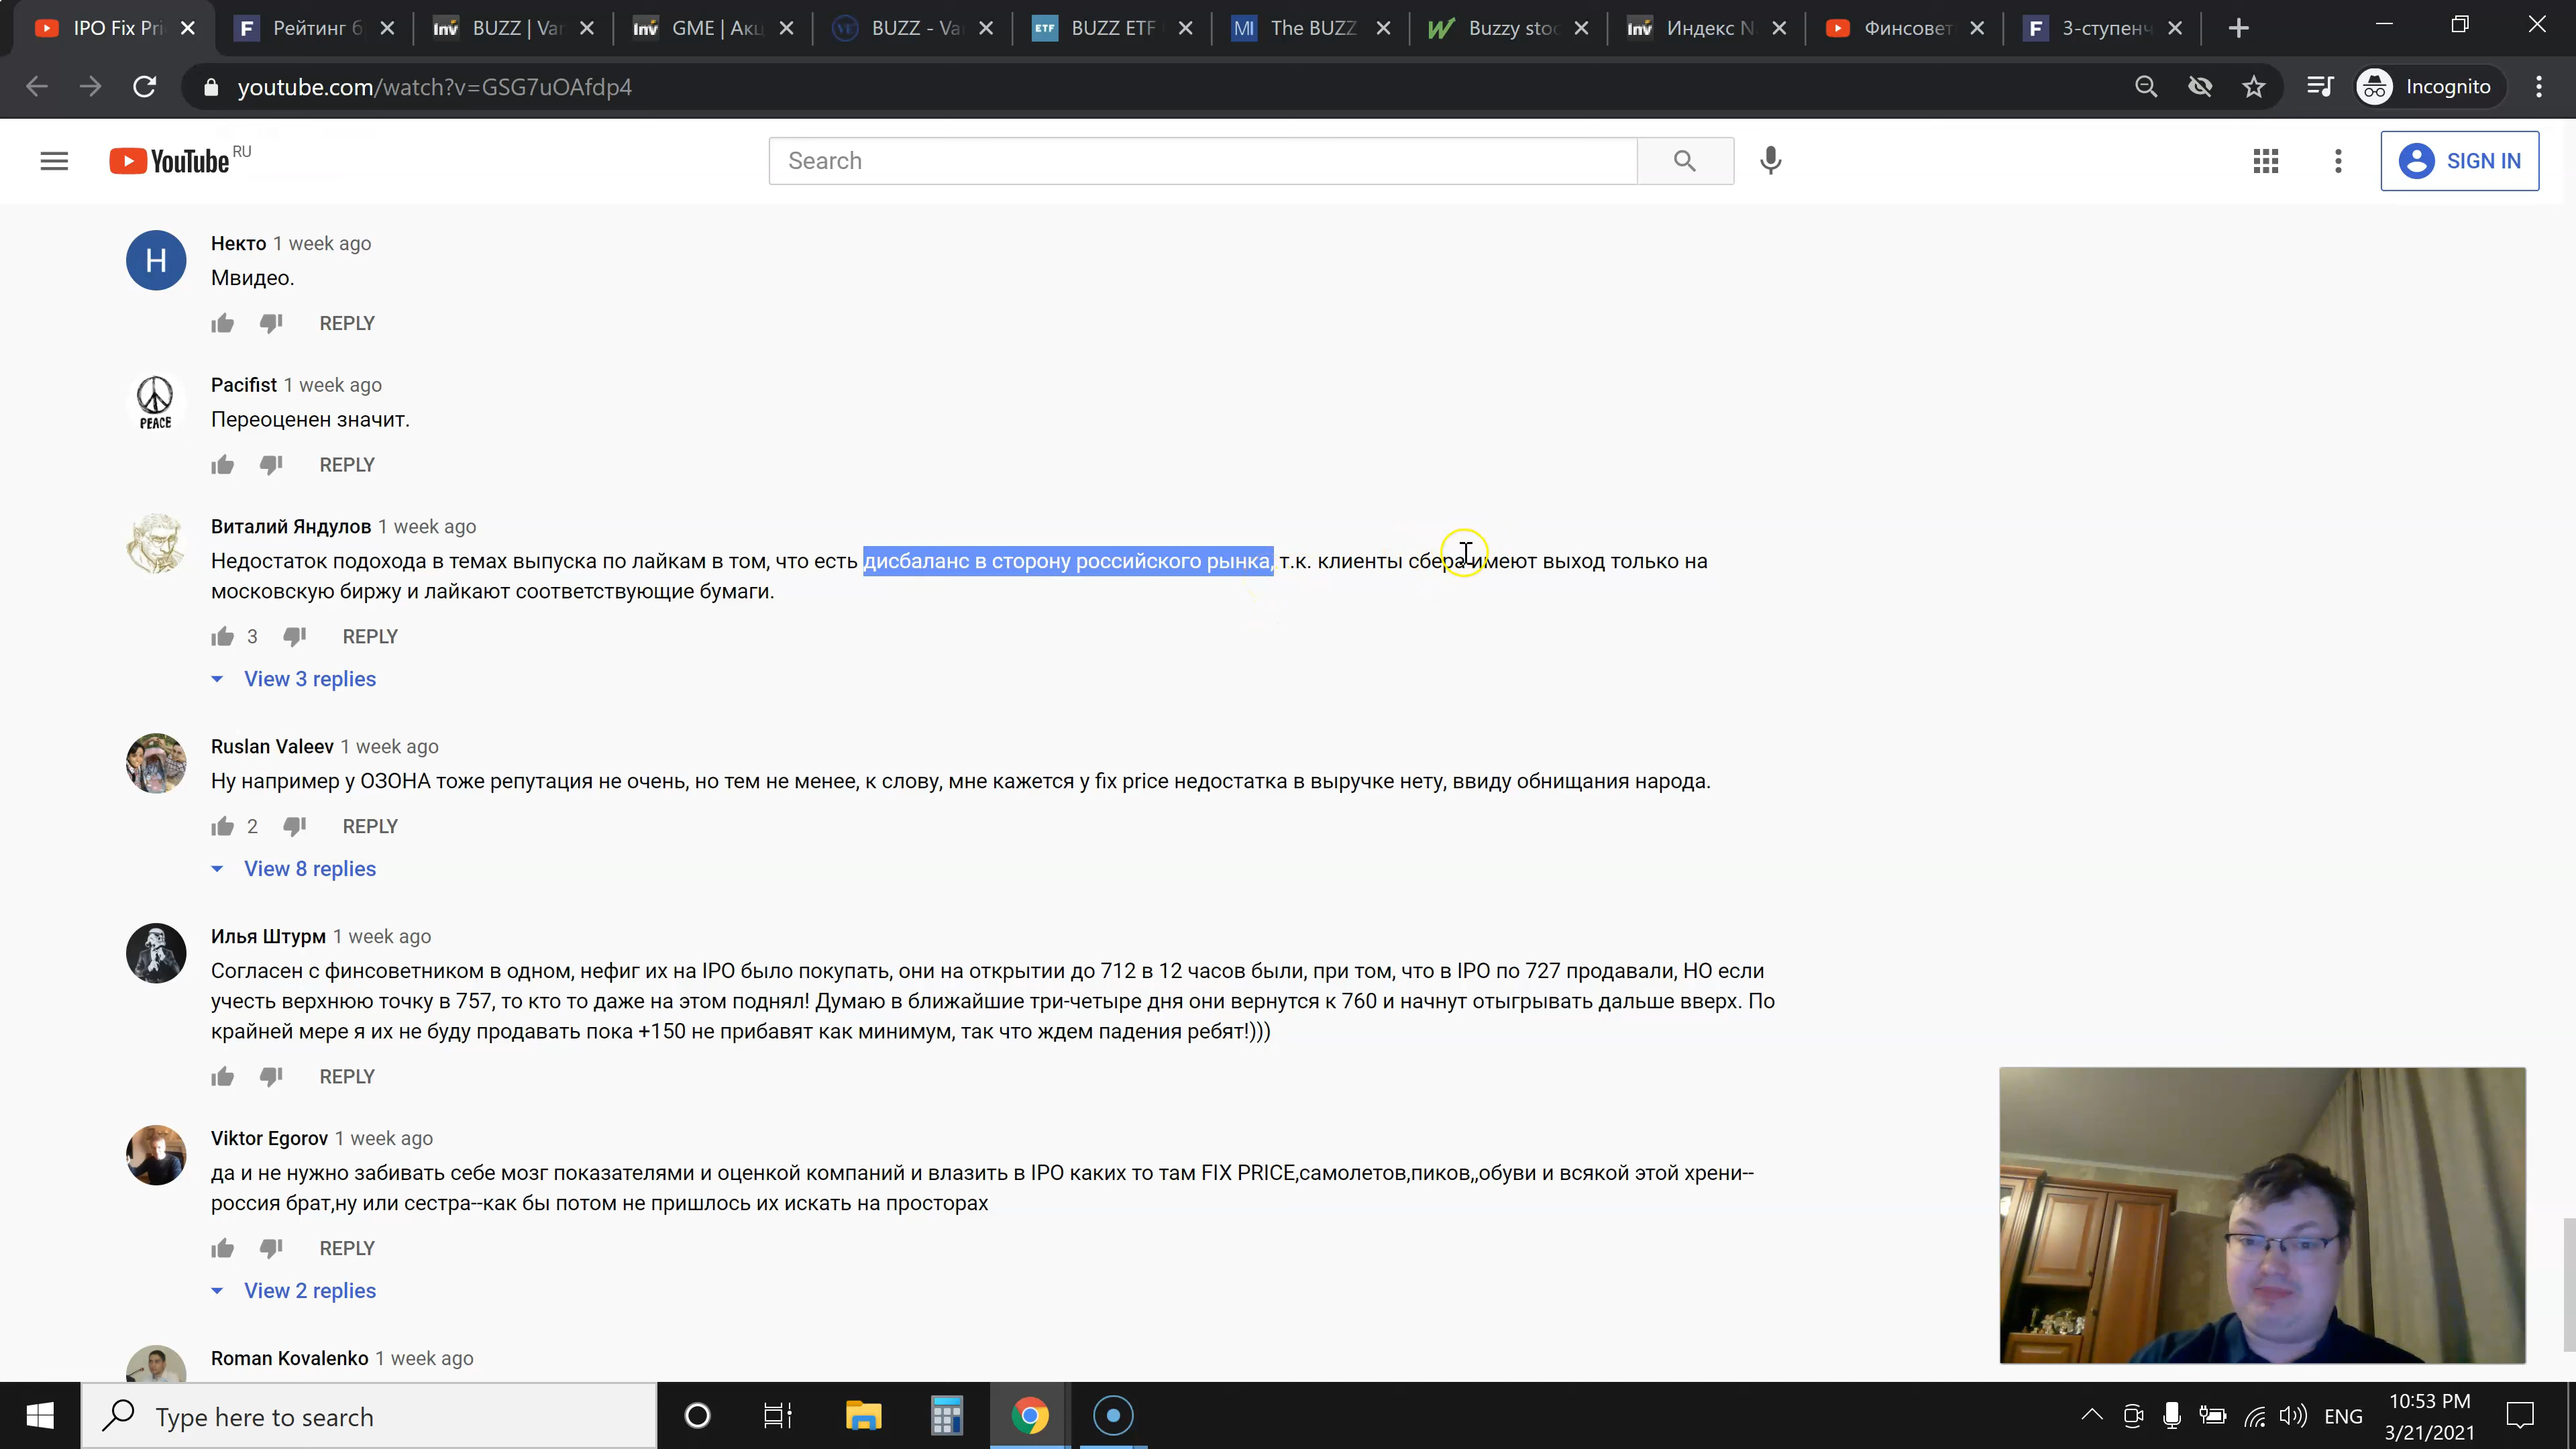 IPO Fix Pri
Рейтинг б
BUZZ | Van
GME | Акц
BUZZ - Va
BUZZ ETF
The BUZZ
Buzzy stoc
Индекс N
Финсовет
3-ступенч
youtube.com/watch?v=GSG7uOAfdp4
Incognito
YouTube RU
Search
SIGN IN
Некто 1 week ago
Мвидео.
REPLY
Pacifist 1 week ago
PEACE
Переоценен значит.
REPLY
Виталий Яндулов 1 week ago
Недостаток подохода в темах выпуска по лайкам в том, что есть дисбаланс в сторону российского рынка, т.к. клиенты сбера имеют выход только на
московскую биржу и лайкают соответствующие бумаги.
3 REPLY
View 3 replies
Ruslan Valeev 1 week ago
Ну например у ОЗОНА тоже репутация не очень, но тем не менее, к слову, мне кажется у fix price недостатка в выручке нету, ввиду обнищания народа.
2 REPLY
View 8 replies
Илья Штурм 1 week ago
Согласен с финсоветником в одном, нефиг их на IPO было покупать, они на открытии до 712 в 12 часов были, при том, что в IPO по 727 продавали, НО если
учесть верхнюю точку в 757, то кто то даже на этом поднял! Думаю в ближайшие три-четыре дня они вернутся к 760 и начнут отыгрывать дальше вверх. По
крайней мере я их не буду продавать пока +150 не прибавят как минимум, так что ждем падения ребят!)))
REPLY
Viktor Egorov 1 week ago
да и не нужно забивать себе мозг показателями и оценкой компаний и влазить в IPO каких то там FIX PRICE,самолетов,пиков,,обуви и всякой этой хрени--
россия брат,ну или сестра--как бы потом не пришлось их искать на просторах
REPLY
View 2 replies
Roman Kovalenko 1 week ago
Type here to search
ENG
10:53 PM
3/21/2021